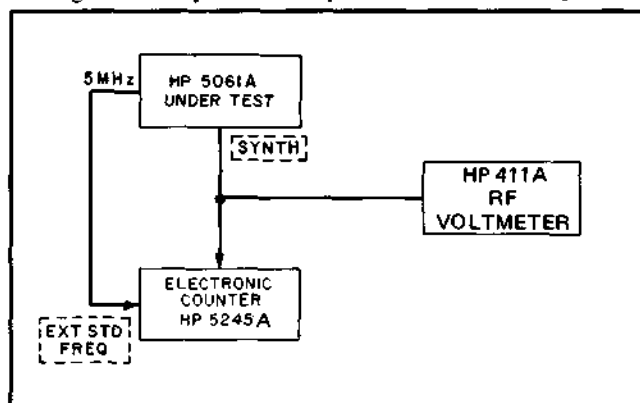 5MHz
HP 5061A
UNDER TEST
SYNTH
HP 411A
RF
VOLTMETER
ELECTRONIC
COUNTER
HP 5245A
EXT STD
FREQ